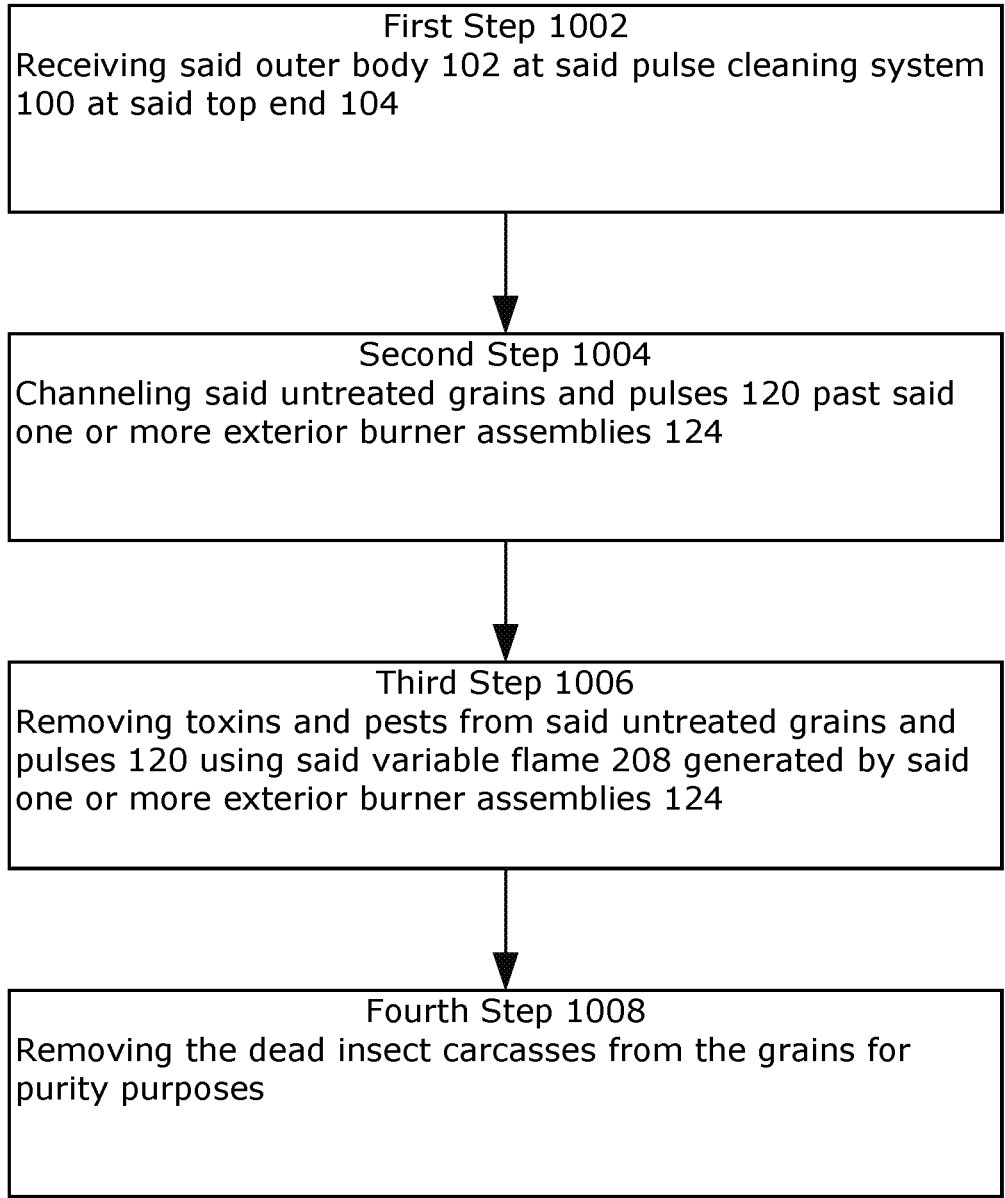 First Step 1002
Receiving said outer body 102 at said pulse cleaning system
100 at said top end 104
Second Step 1004
Channeling said untreated grains and pulses 120 past said
one or more exterior burner assemblies 124
Third Step 1006
Removing toxins and pests from said untreated grains and
pulses 120 using said variable flame 208 generated by said
one or more exterior burner assemblies 124
Fourth Step 1008
Removing the dead insect carcasses from the grains for
purity purposes